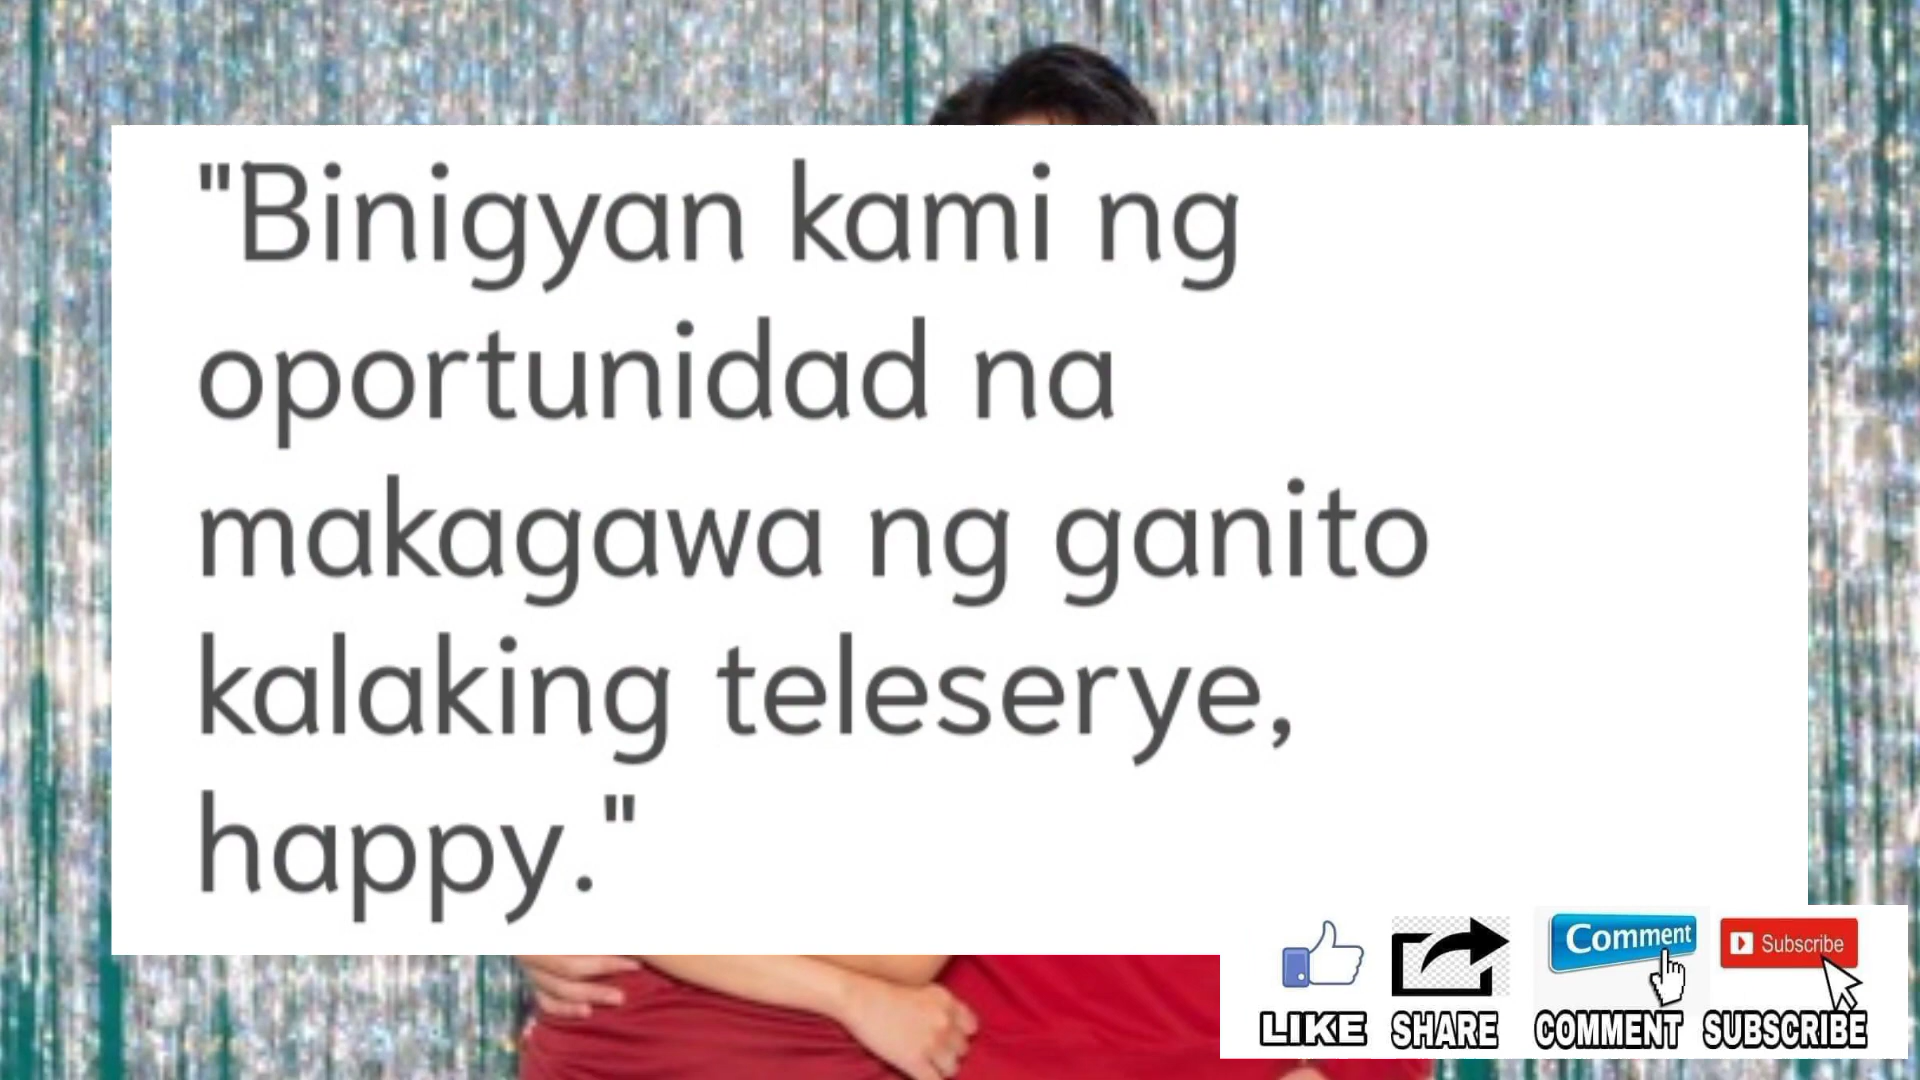 "Binigyan kami ng
oportunidad na
makagawa ng ganito
kalaking teleserye,
happy."
Comment
Subscribe
LIKE SHARE COMMENT SUBSCRIBE